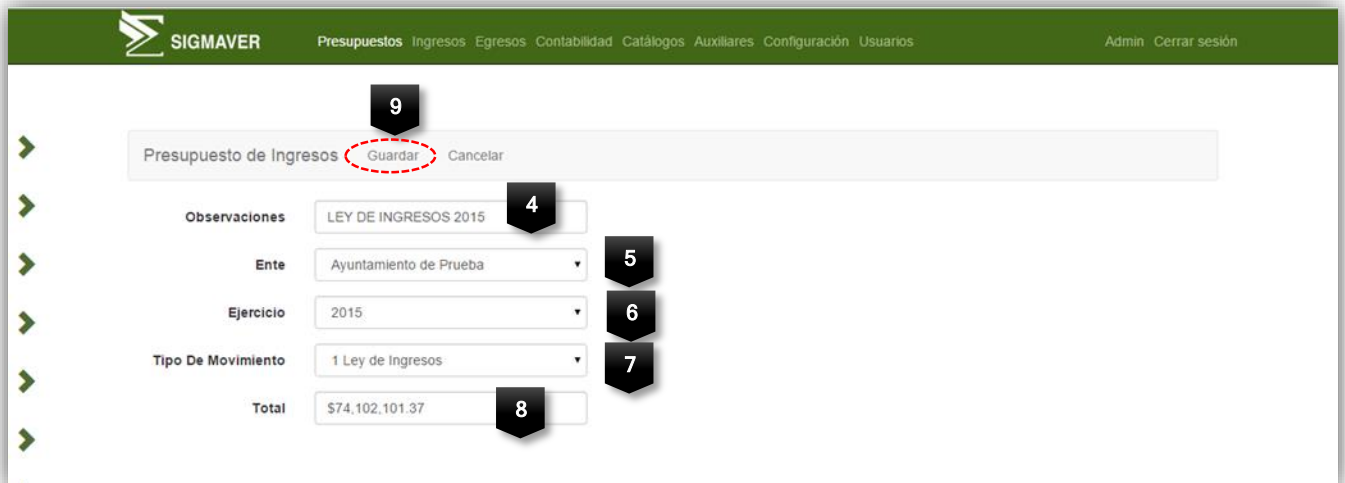 SIGMAVER Presupuestos Ingresos Egresos Contabilidad Catálogos Auxiliares Configuración Usuarios Admin Cerrar sesión
9
Presupuesto de Ingresos Guardar Cancelar
Observaciones LEY DE INGRESOS 2015 4
Ente Ayuntamiento de Prueba 5
Ejercicio 2015 6
Tipo De Movimiento 1 Ley de Ingresos 7
Total $74,102,101.37 8